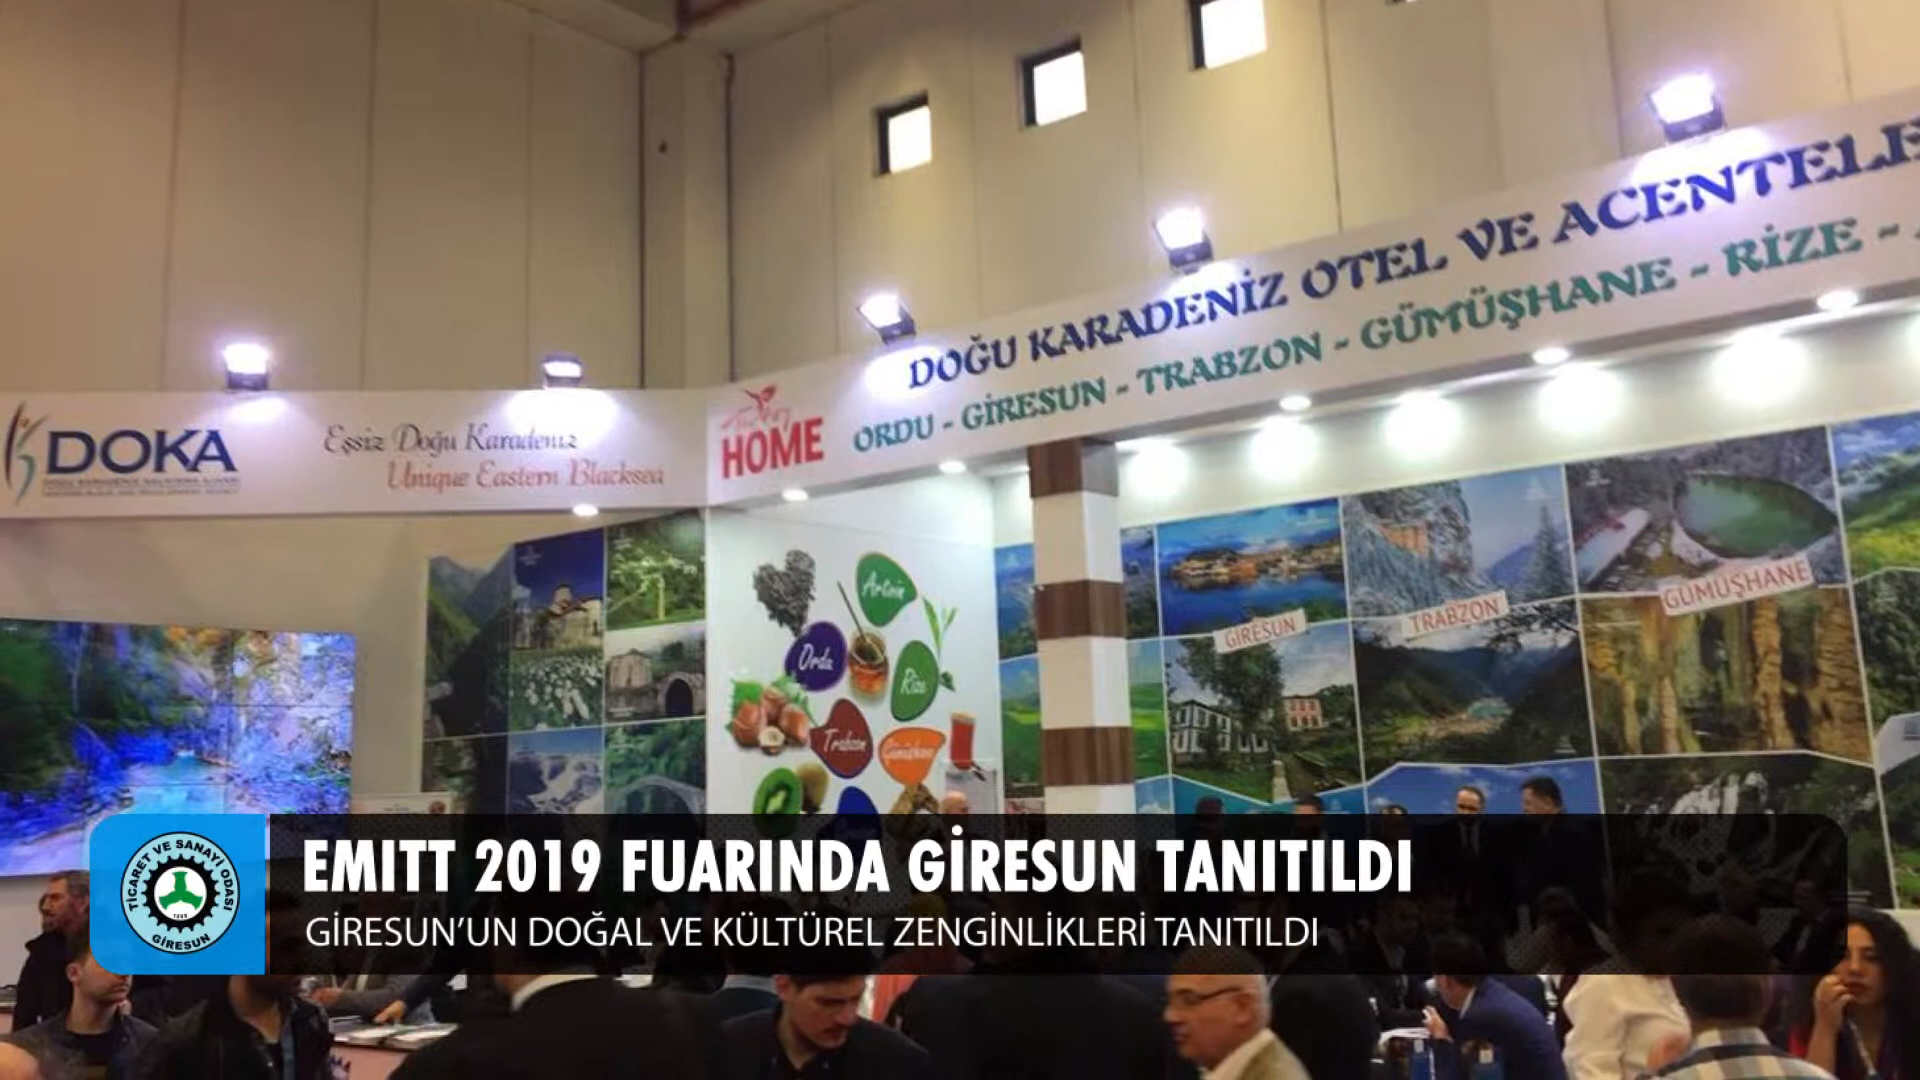 DOĞU KARADENİZ OTEL VE ACENTELE
ORDU - GİRESUN - TRABZON - GÜMÜŞHANE - RİZE -
DOKA
Eşsiz Doğu Karadeniz
Unique Eastern Blacksea
HOME
Artvin
Ordu
Rize
Trabzon
Gümüşhane
GİRESUN
TRABZON
GÜMÜŞHANE
TİCARET VE SANAYİ ODASI
GİRESUN
EMITT 2019 FUARINDA GİRESUN TANITILDI
GİRESUN’UN DOĞAL VE KÜLTÜREL ZENGİNLİKLERİ TANITILDI